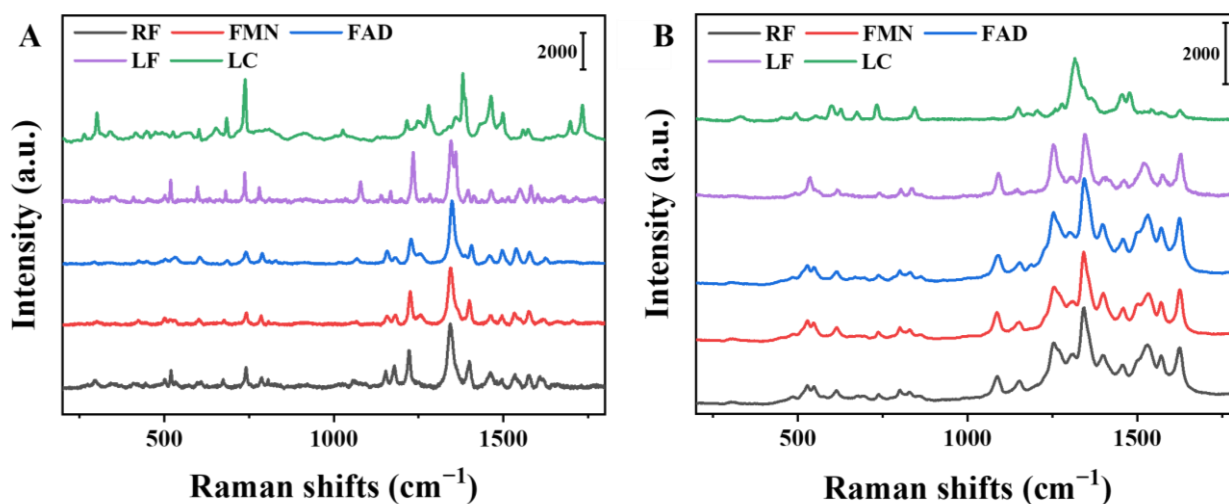 A
RF FMN FAD
LF LC
2000
Intensity (a.u.)
500 1000 1500
Raman shifts (cm⁻¹)
B
RF FMN FAD
LF LC
2000
Intensity (a.u.)
500 1000 1500
Raman shifts (cm⁻¹)